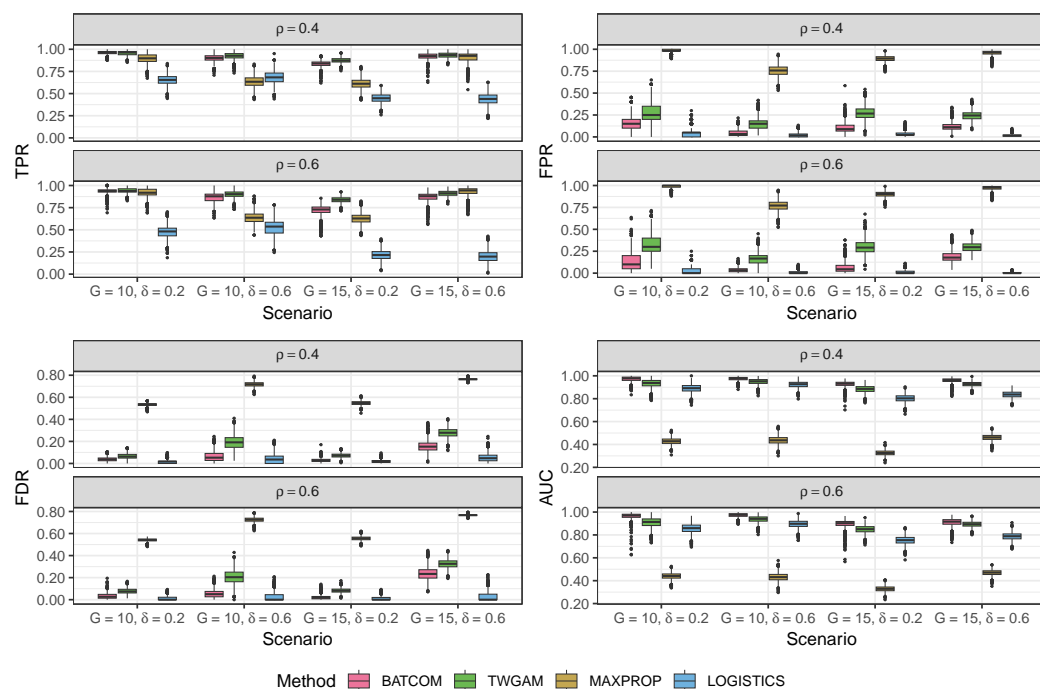 ρ = 0.4
1.00
0.75
0.50
0.25
0.00
ρ = 0.6
1.00
0.75
0.50
0.25
0.00
TPR
G = 10, δ = 0.2 G = 10, δ = 0.6 G = 15, δ = 0.2 G = 15, δ = 0.6
Scenario
ρ = 0.4
1.00
0.75
0.50
0.25
0.00
ρ = 0.6
1.00
0.75
0.50
0.25
0.00
FPR
G = 10, δ = 0.2 G = 10, δ = 0.6 G = 15, δ = 0.2 G = 15, δ = 0.6
Scenario
ρ = 0.4
0.80
0.60
0.40
0.20
0.00
ρ = 0.6
0.80
0.60
0.40
0.20
0.00
FDR
G = 10, δ = 0.2 G = 10, δ = 0.6 G = 15, δ = 0.2 G = 15, δ = 0.6
Scenario
ρ = 0.4
1.00
0.80
0.60
0.40
0.20
ρ = 0.6
1.00
0.80
0.60
0.40
0.20
AUC
G = 10, δ = 0.2 G = 10, δ = 0.6 G = 15, δ = 0.2 G = 15, δ = 0.6
Scenario
Method BATCOM TWGAM MAXPROP LOGISTICS